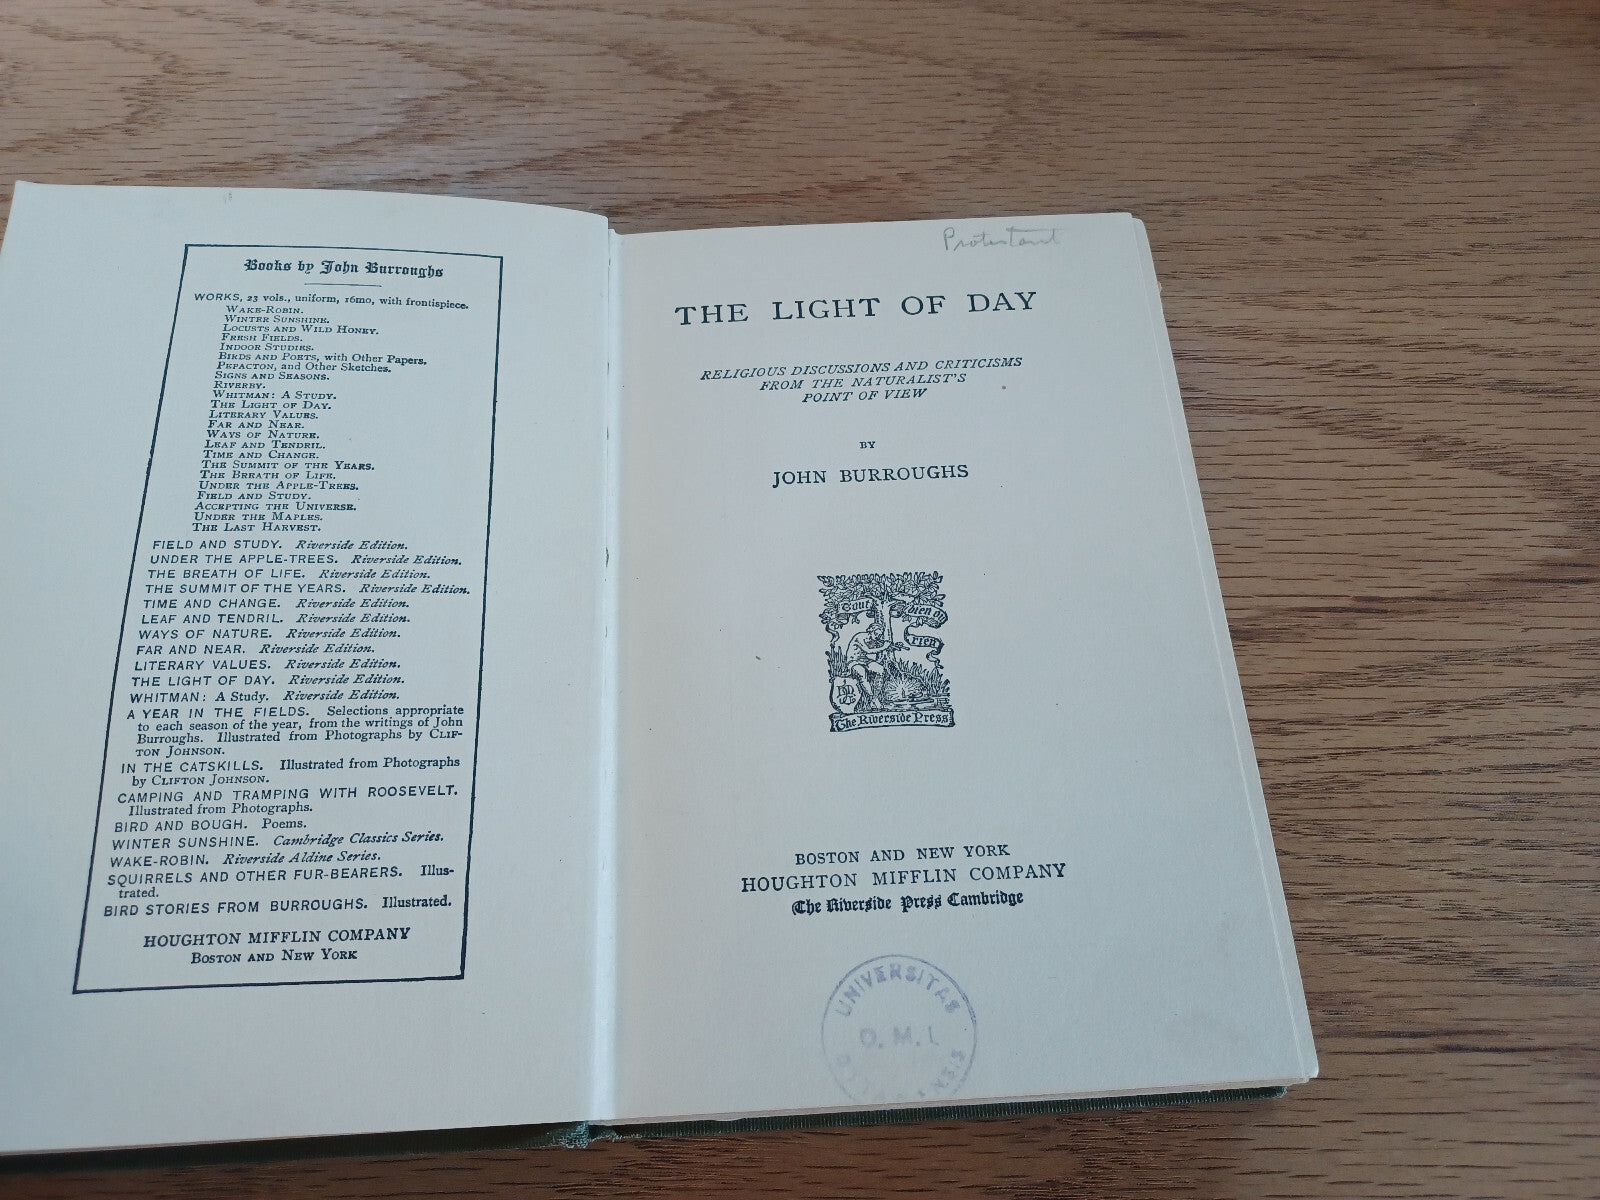 Books by John Burroughs
WORKS, 23 vols., uniform, 16mo, with frontispiece.
WAKE-ROBIN.
WINTER SUNSHINE.
LOCUSTS AND WILD HONEY.
FRESH FIELDS.
INDOOR STUDIES.
BIRDS AND POETS, with Other Papers.
PEPACTON, and Other Sketches.
SIGNS AND SEASONS.
RIVERBY.
WHITMAN: A STUDY.
THE LIGHT OF DAY.
LITERARY VALUES.
FAR AND NEAR.
WAYS OF NATURE.
LEAF AND TENDRIL.
TIME AND CHANGE.
THE SUMMIT OF THE YEARS.
THE BREATH OF LIFE.
UNDER THE APPLE-TREES.
FIELD AND STUDY.
ACCEPTING THE UNIVERSE.
UNDER THE MAPLES.
THE LAST HARVEST.
FIELD AND STUDY. Riverside Edition.
UNDER THE APPLE-TREES. Riverside Edition.
THE BREATH OF LIFE. Riverside Edition.
THE SUMMIT OF THE YEARS. Riverside Edition.
TIME AND CHANGE. Riverside Edition.
LEAF AND TENDRIL. Riverside Edition.
WAYS OF NATURE. Riverside Edition.
FAR AND NEAR. Riverside Edition.
LITERARY VALUES. Riverside Edition.
THE LIGHT OF DAY. Riverside Edition.
WHITMAN: A Study. Riverside Edition.
A YEAR IN THE FIELDS. Selections appropriate
to each season of the year, from the writings of John
Burroughs. Illustrated from Photographs by CLIF-
TON JOHNSON.
IN THE CATSKILLS. Illustrated from Photographs
by CLIFTON JOHNSON.
CAMPING AND TRAMPING WITH ROOSEVELT.
Illustrated from Photographs.
BIRD AND BOUGH. Poems.
WINTER SUNSHINE. Cambridge Classics Series.
WAKE-ROBIN. Riverside Aldine Series.
SQUIRRELS AND OTHER FUR-BEARERS. Illus-
trated.
BIRD STORIES FROM BURROUGHS. Illustrated.
HOUGHTON MIFFLIN COMPANY
BOSTON AND NEW YORK
Protestant
THE LIGHT OF DAY
RELIGIOUS DISCUSSIONS AND CRITICISMS
FROM THE NATURALIST'S
POINT OF VIEW
BY
JOHN BURROUGHS
Tout bien ou rien
The Riverside Press
BOSTON AND NEW YORK
HOUGHTON MIFFLIN COMPANY
The Riverside Press Cambridge
UNIVERSITAS
O. M. I.